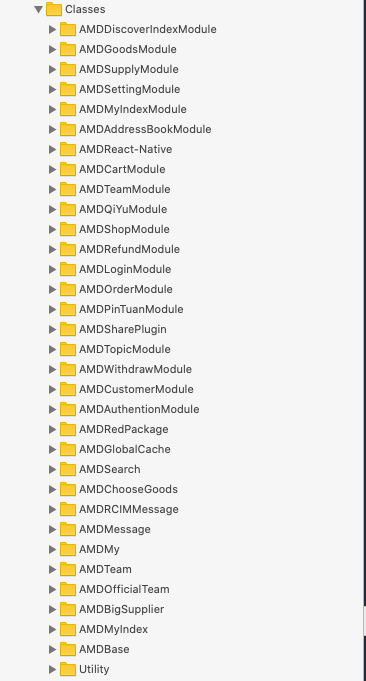 Classes
AMDDiscoverIndexModule
AMDGoodsModule
AMDSupplyModule
AMDSettingModule
AMDMyIndexModule
AMDAddressBookModule
AMDReact-Native
AMDCartModule
AMDTeamModule
AMDQiYuModule
AMDShopModule
AMDRefundModule
AMDLoginModule
AMDOrderModule
AMDPinTuanModule
AMDSharePlugin
AMDTopicModule
AMDWithdrawModule
AMDCustomerModule
AMDAuthentionModule
AMDRedPackage
AMDGlobalCache
AMDSearch
AMDChooseGoods
AMDRCIMMessage
AMDMessage
AMDMy
AMDTeam
AMDOfficialTeam
AMDBigSupplier
AMDMyIndex
AMDBase
Utility